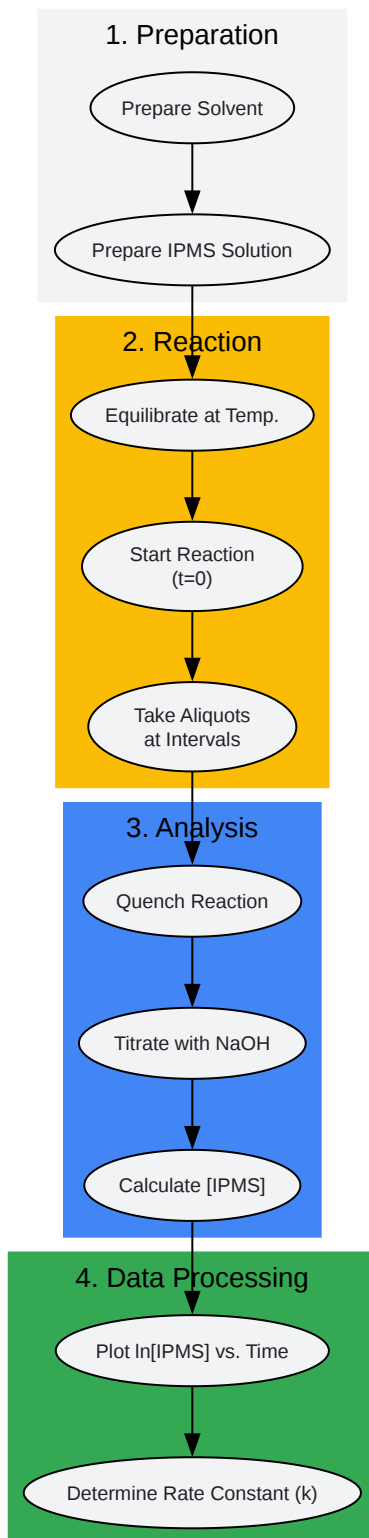 1. Preparation
Prepare Solvent
Prepare IPMS Solution
2. Reaction
Equilibrate at Temp.
Start Reaction
(t=0)
Take Aliquots
at Intervals
3. Analysis
Quench Reaction
Titrate with NaOH
Calculate [IPMS]
4. Data Processing
Plot ln[IPMS] vs. Time
Determine Rate Constant (k)